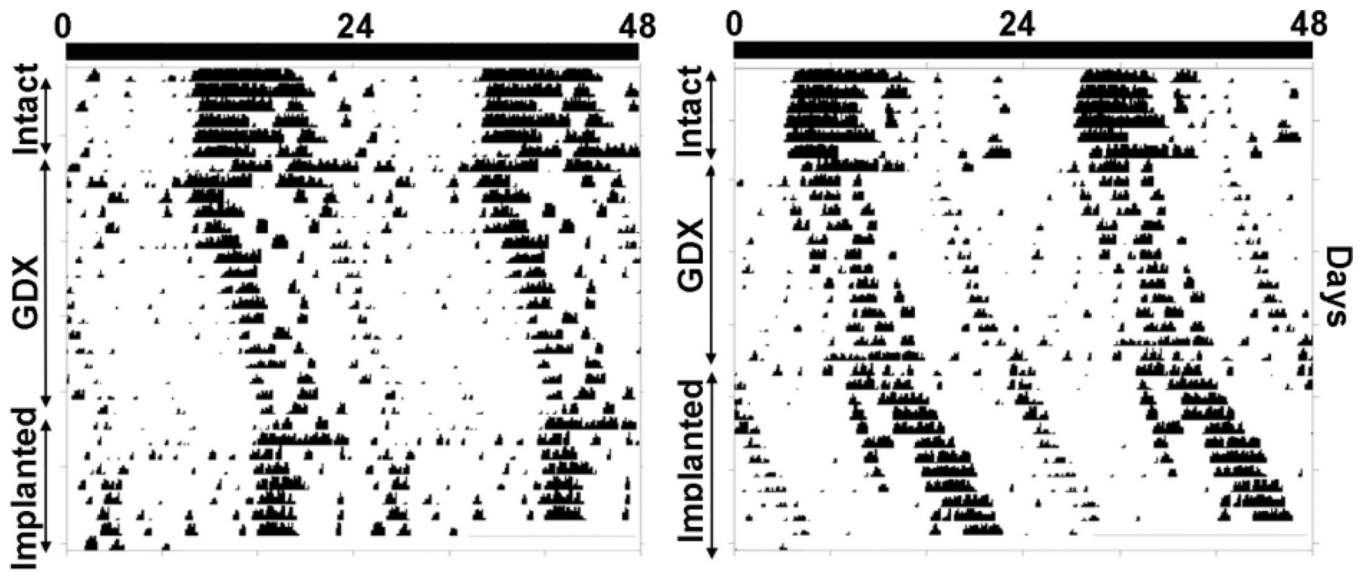 0 24 48
Intact
GDX
Implanted
0 24 48
Intact
GDX
Implanted
Days